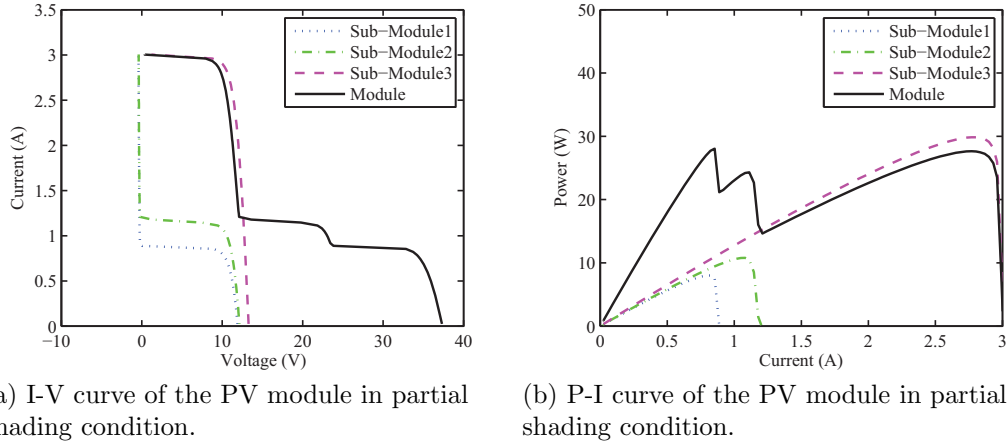 3.5
3
2.5
2
1.5
1
0.5
0
Current (A)
−10
0
10
20
30
40
Voltage (V)
Sub−Module1
Sub−Module2
Sub−Module3
Module
a) I-V curve of the PV module in partial
hading condition.
50
40
30
20
10
0
Power (W)
0
0.5
1
1.5
2
2.5
3
Current (A)
Sub−Module1
Sub−Module2
Sub−Module3
Module
(b) P-I curve of the PV module in partial
shading condition.